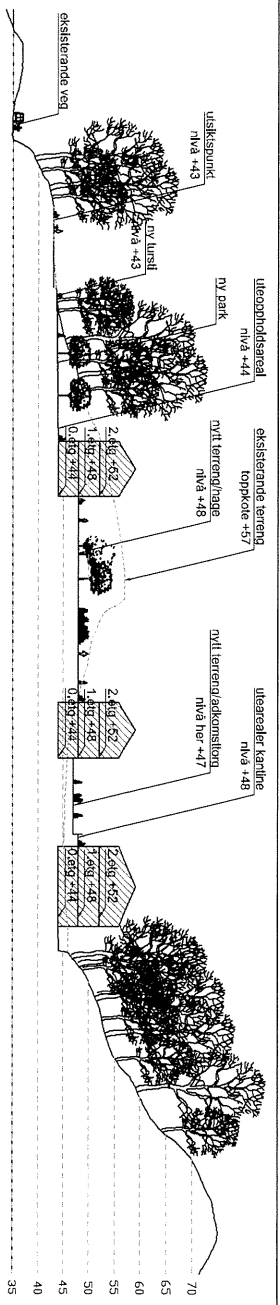 eksisterande veg
utsiktspunkt
nivå +43
ny tursti
nivå +43
ny park
uteoppholdsareal
nivå +44
eksisterande terreng
toppkote +57
nytt terreng/hage
nivå +48
nytt terreng/adkomsttorg
nivå her +47
utearealer kantine
nivå +48
2.etg +52
1.etg +48
0.etg +44
2.etg +52
1.etg +48
0.etg +44
2.etg +52
1.etg +48
0.etg +44
70
65
60
55
50
45
40
35